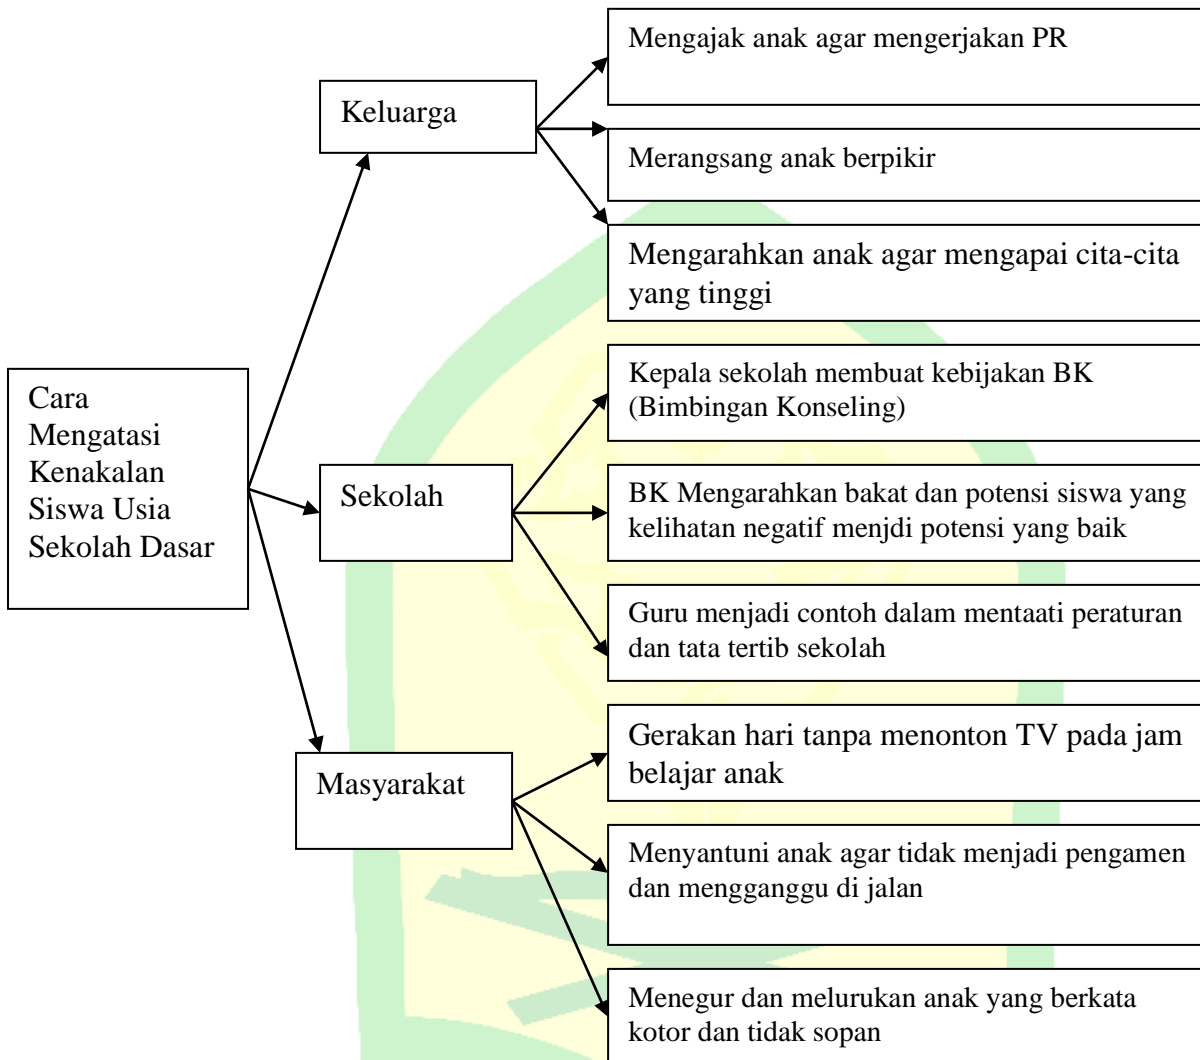 Cara
Mengatasi
Kenakalan
Siswa Usia
Sekolah Dasar
Keluarga
Mengajak anak agar mengerjakan PR
Merangsang anak berpikir
Mengarahkan anak agar mengapai cita-cita
yang tinggi
Sekolah
Kepala sekolah membuat kebijakan BK
(Bimbingan Konseling)
BK Mengarahkan bakat dan potensi siswa yang
kelihatan negatif menjdi potensi yang baik
Guru menjadi contoh dalam mentaati peraturan
dan tata tertib sekolah
Masyarakat
Gerakan hari tanpa menonton TV pada jam
belajar anak
Menyantuni anak agar tidak menjadi pengamen
dan mengganggu di jalan
Menegur dan melurukan anak yang berkata
kotor dan tidak sopan